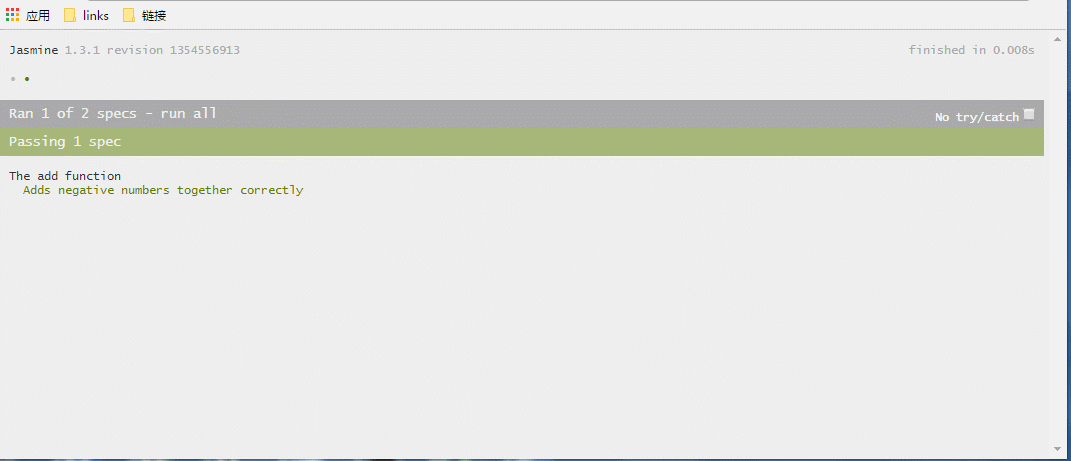 应用 links 链接
Jasmine 1.3.1 revision 1354556913 finished in 0.008s
Ran 1 of 2 specs - run all No try/catch
Passing 1 spec
The add function
Adds negative numbers together correctly